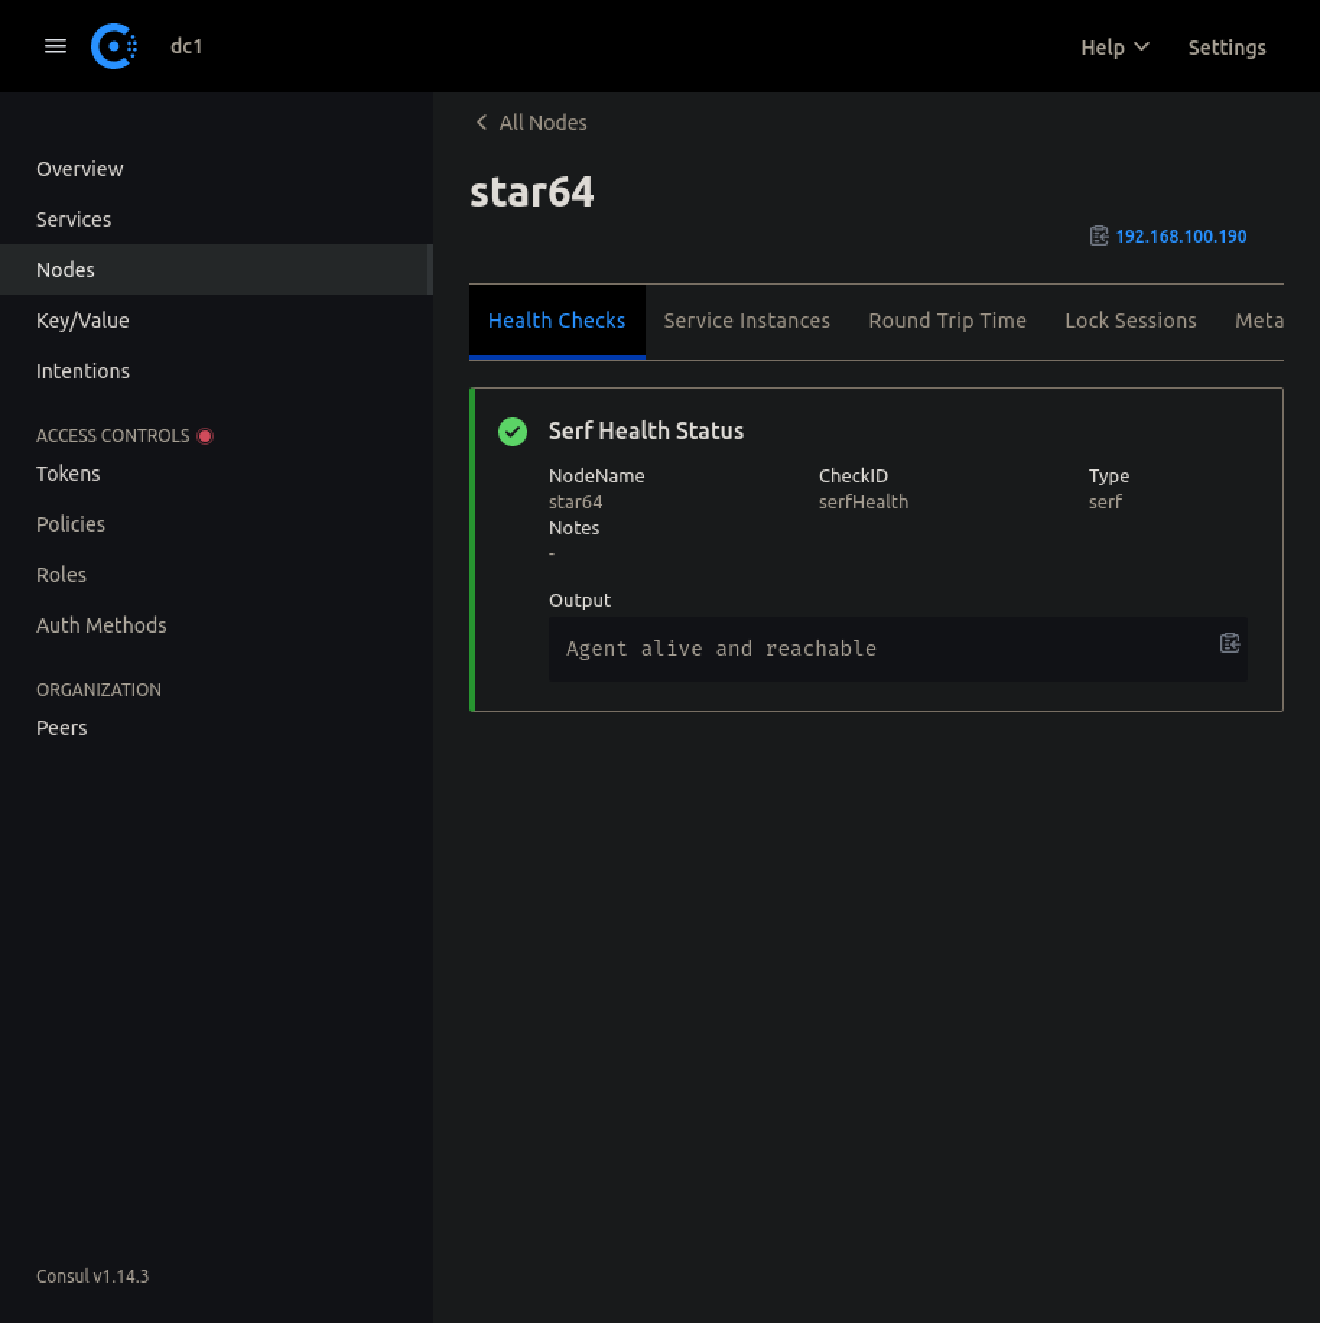 dc1
Help
Settings
Overview
Services
Nodes
Key/Value
Intentions
ACCESS CONTROLS
Tokens
Policies
Roles
Auth Methods
ORGANIZATION
Peers
Consul v1.14.3
All Nodes
star64
192.168.100.190
Health Checks Service Instances Round Trip Time Lock Sessions Meta
Serf Health Status
NodeName CheckID Type
star64 serfHealth serf
Notes
-
Output
Agent alive and reachable